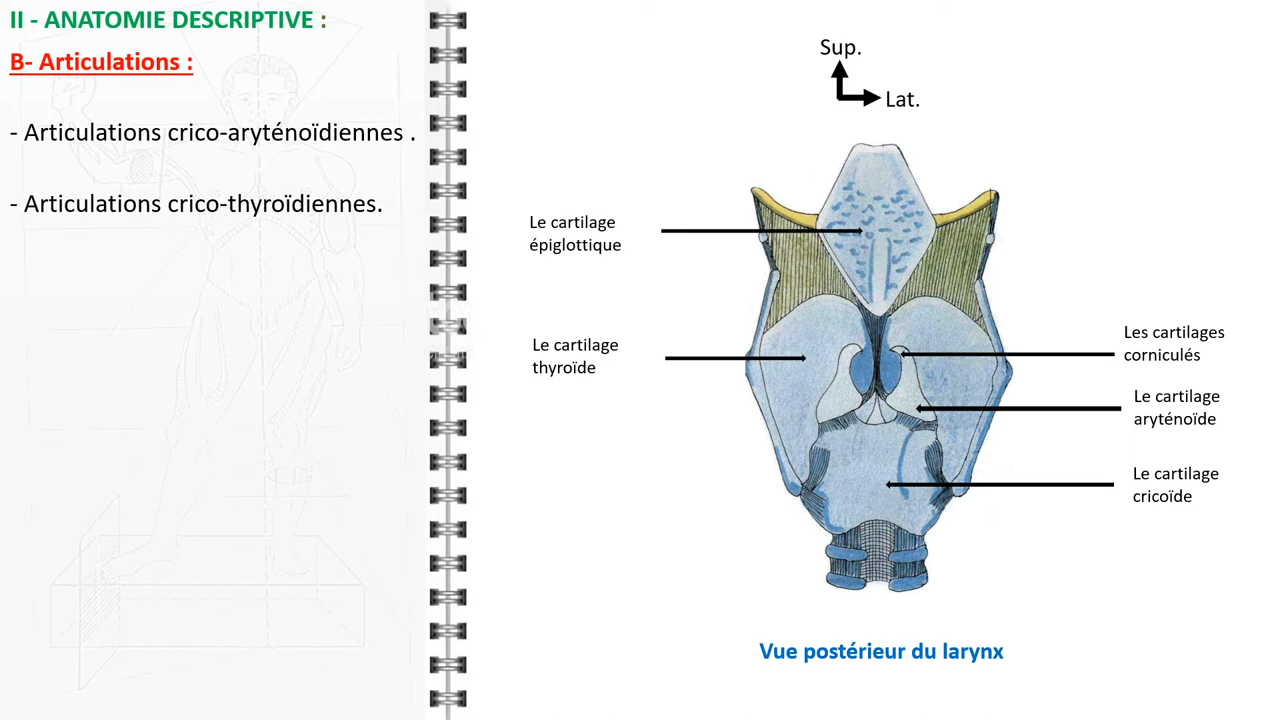 II - ANATOMIE DESCRIPTIVE :
B- Articulations :
- Articulations crico-aryténoïdiennes .
- Articulations crico-thyroïdiennes.
Sup.
Lat.
Le cartilage
épiglottique
Le cartilage
thyroïde
Les cartilages
corniculés
Le cartilage
aryténoïde
Le cartilage
cricoïde
Vue postérieur du larynx